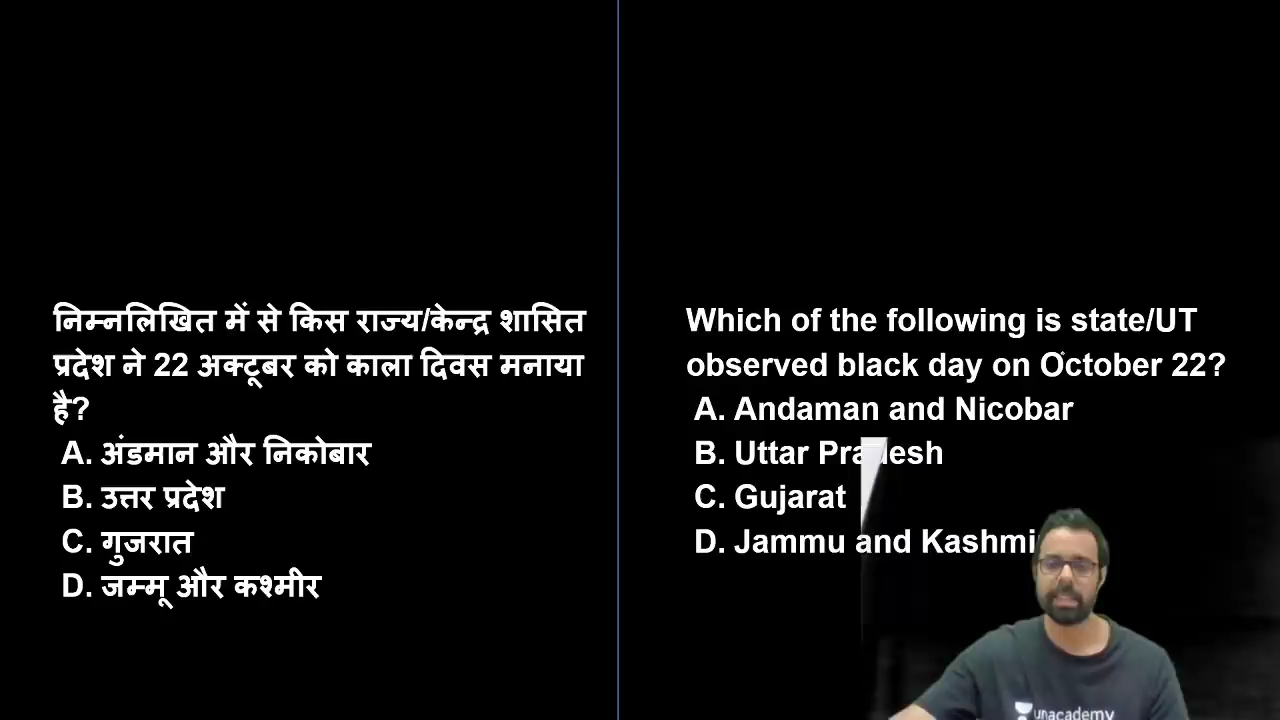 निम्नलिखित में से किस राज्य/केन्द्र शासित
प्रदेश ने 22 अक्टूबर को काला दिवस मनाया
है?
A. अंडमान और निकोबार
B. उत्तर प्रदेश
C. गुजरात
D. जम्मू और कश्मीर
Which of the following is state/UT
observed black day on October 22?
A. Andaman and Nicobar
B. Uttar Pradesh
C. Gujarat
D. Jammu and Kashmi
unacademy